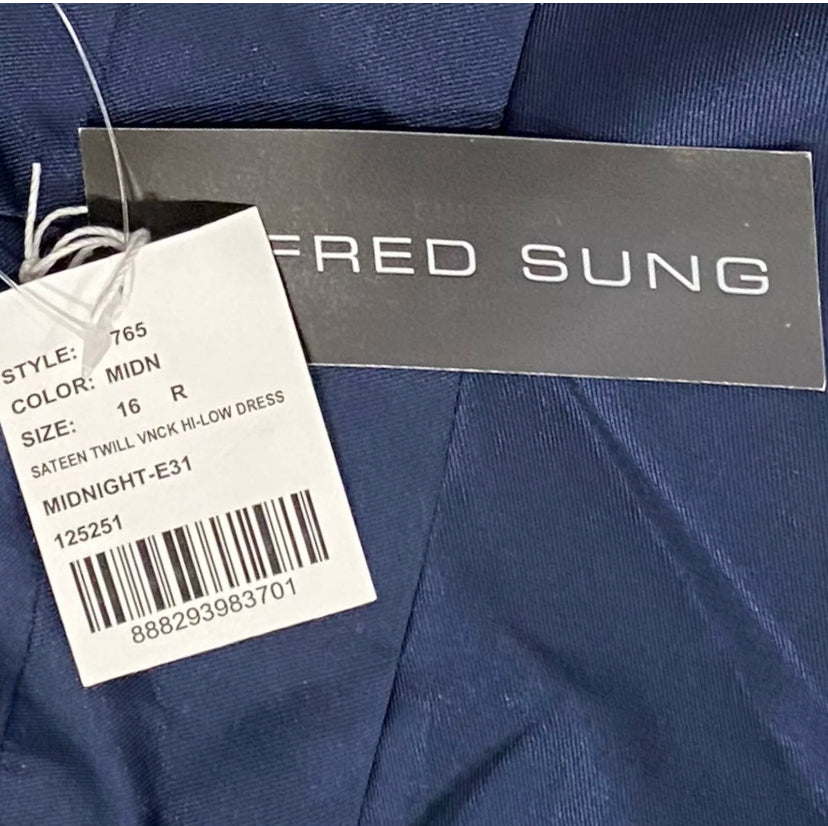 FRED SUNG
STYLE: 765
COLOR: MIDN
SIZE: 16 R
SATEEN TWILL VNCK HI-LOW DRESS
MIDNIGHT-E31
125251
888293983701